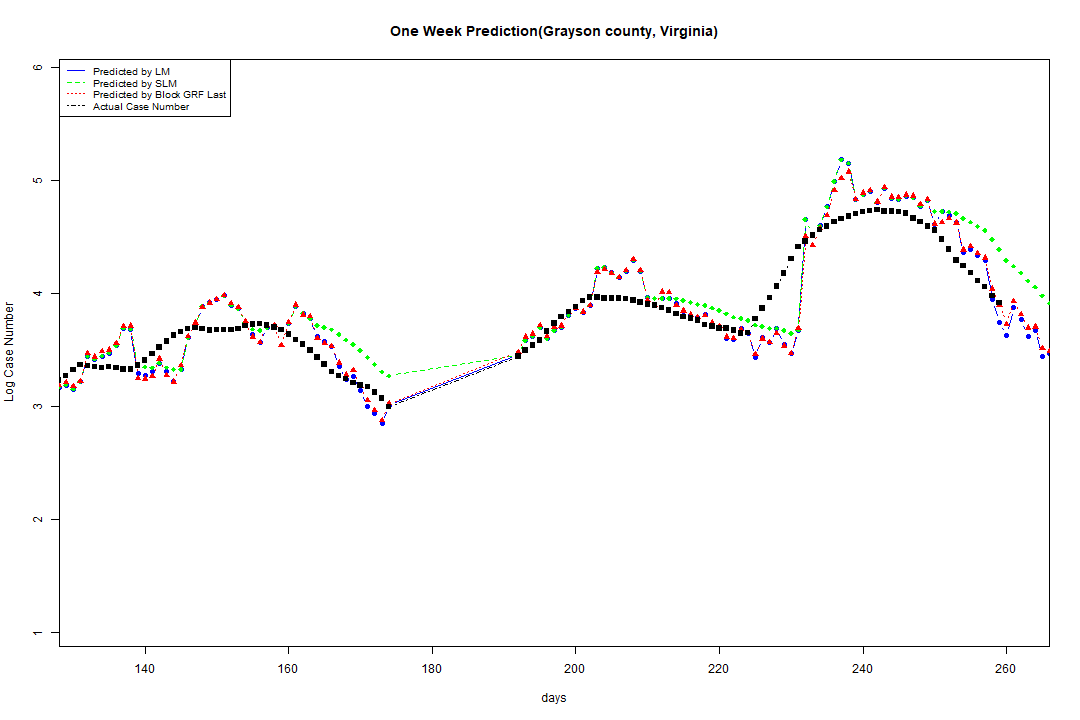 One Week Prediction(Grayson county, Virginia)
Predicted by LM
Predicted by SLM
Predicted by Block GRF Last
Actual Case Number
6
5
4
3
2
1
Log Case Number
140 160 180 200 220 240 260
days